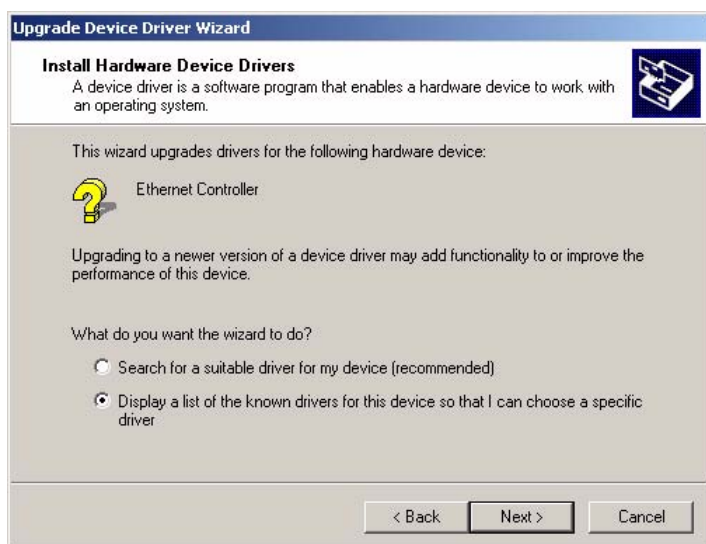 Upgrade Device Driver Wizard
Install Hardware Device Drivers
A device driver is a software program that enables a hardware device to work with
an operating system.
This wizard upgrades drivers for the following hardware device:
Ethernet Controller
Upgrading to a newer version of a device driver may add functionality to or improve the
performance of this device.
What do you want the wizard to do?
Search for a suitable driver for my device (recommended)
Display a list of the known drivers for this device so that I can choose a specific
driver
< Back Next > Cancel